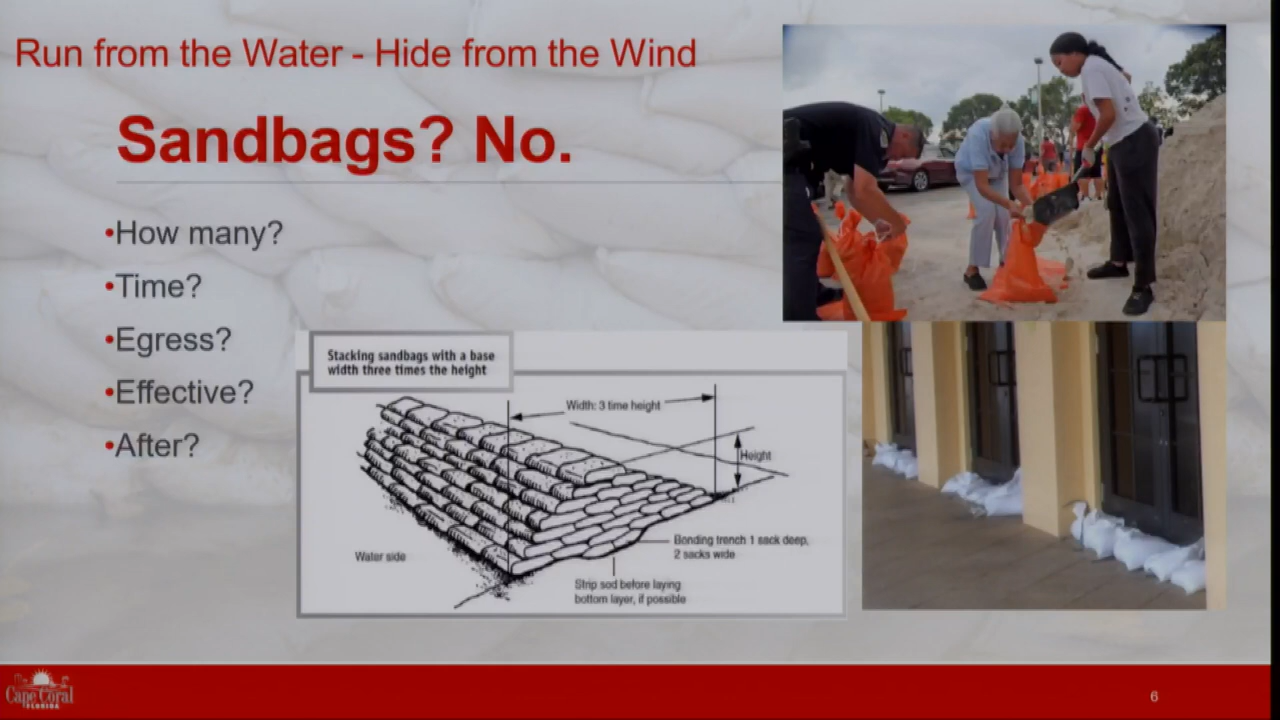 Run from the Water - Hide from the Wind
Sandbags? No.
•How many?
•Time?
•Egress?
•Effective?
•After?
Stacking sandbags with a base
width three times the height
Width: 3 time height
Height
Water side
Bonding trench 1 sack deep,
2 sacks wide
Strip sod before laying
bottom layer, if possible
Cape Coral
FLORIDA
6